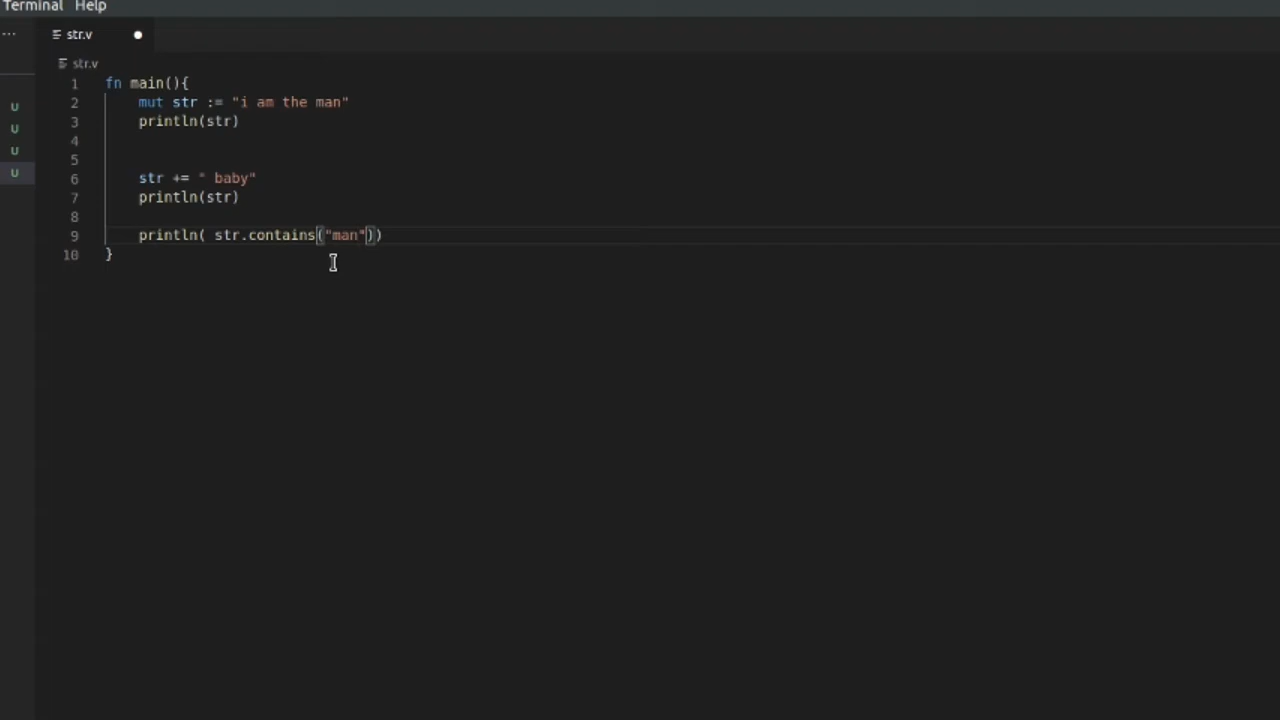 Terminal Help
... str.v
str.v
1 fn main(){
2 mut str := "i am the man"
3 println(str)
4
5
U
U
U
U
6 str += " baby"
7 println(str)
8
9 println( str.contains("man"))
10 }